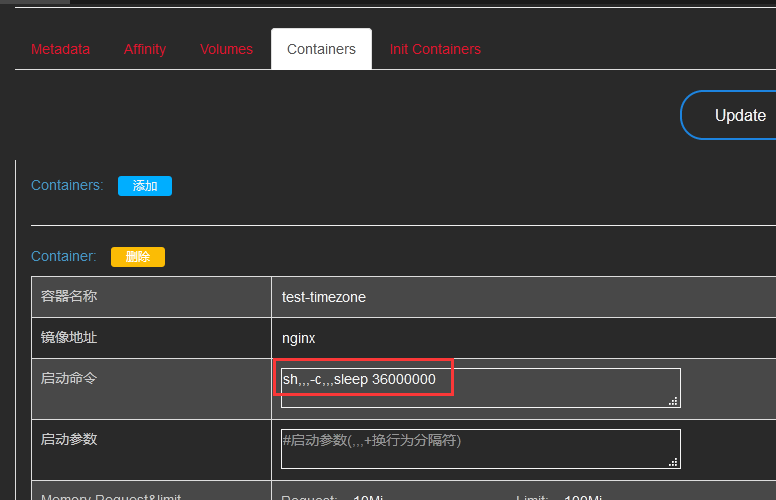 Metadata Affinity Volumes Containers Init Containers
Update
Containers: 添加
Container: 删除
容器名称 test-timezone
镜像地址 nginx
启动命令 sh,,,-c,,,sleep 36000000
启动参数 #启动参数(,,,+换行为分隔符)
Memory Request&limit Request: 10Mi Limit: 100Mi